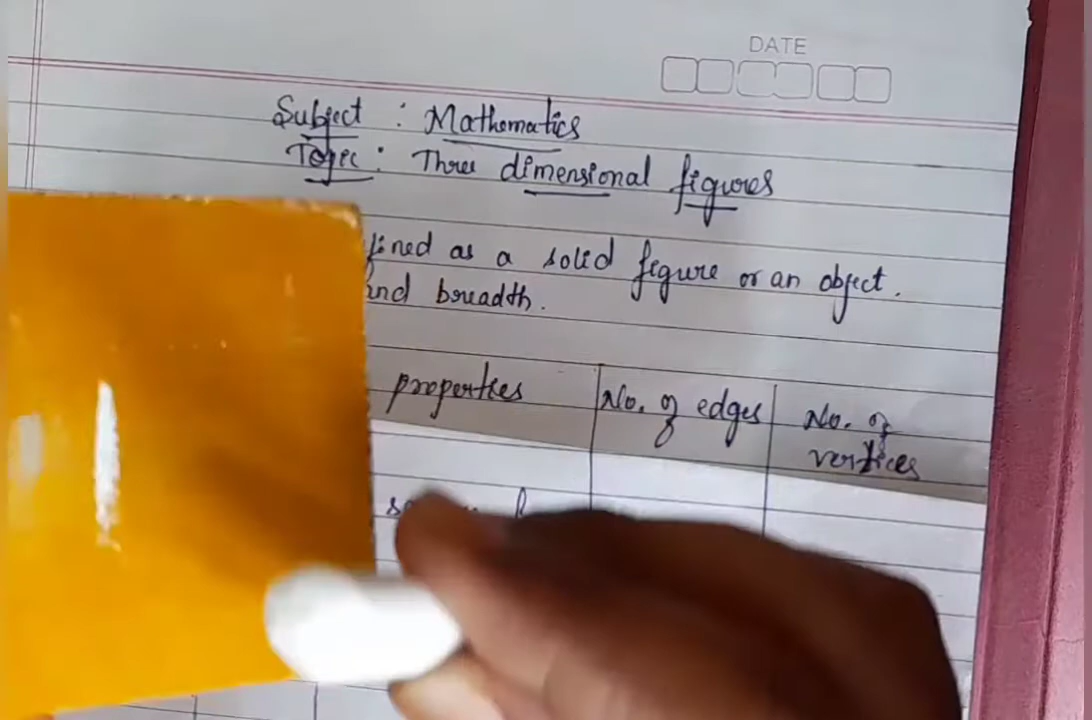 DATE
Subject : Mathematics
Topic : Three dimensional figures
fined as a solid figure or an object.
and breadth.
properties No. of edges No. of
vertices